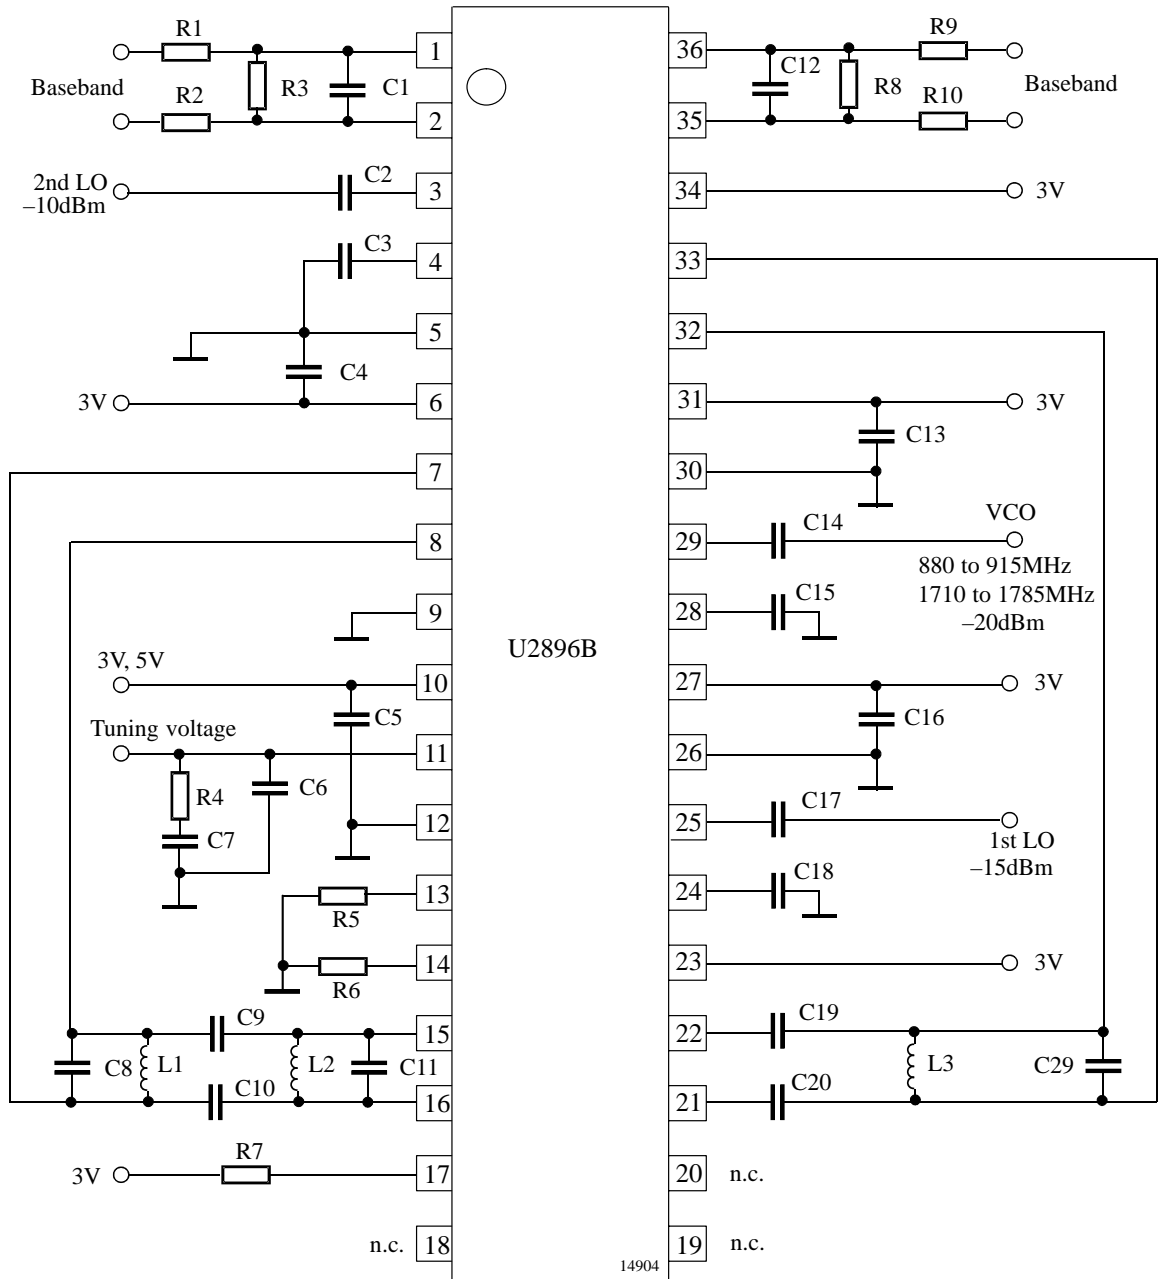 R1
R9
1
36
R3
C1
C12
R8
Baseband
Baseband
R2
R10
2
35
2nd LO
–10dBm
C2
3
34
3V
C3
4
33
5
32
C4
3V
6
31
3V
C13
7
30
VCO
C14
8
29
880 to 915MHz
1710 to 1785MHz
–20dBm
C15
9
28
U2896B
3V, 5V
10
27
3V
C5
C16
Tuning voltage
11
26
C6
R4
C7
C17
12
25
1st LO
–15dBm
C18
13
24
R5
14
23
3V
R6
C9
C19
15
22
C8
L1
L2
C11
L3
C29
C10
C20
16
21
R7
3V
17
20
n.c.
n.c.
18
19
n.c.
14904